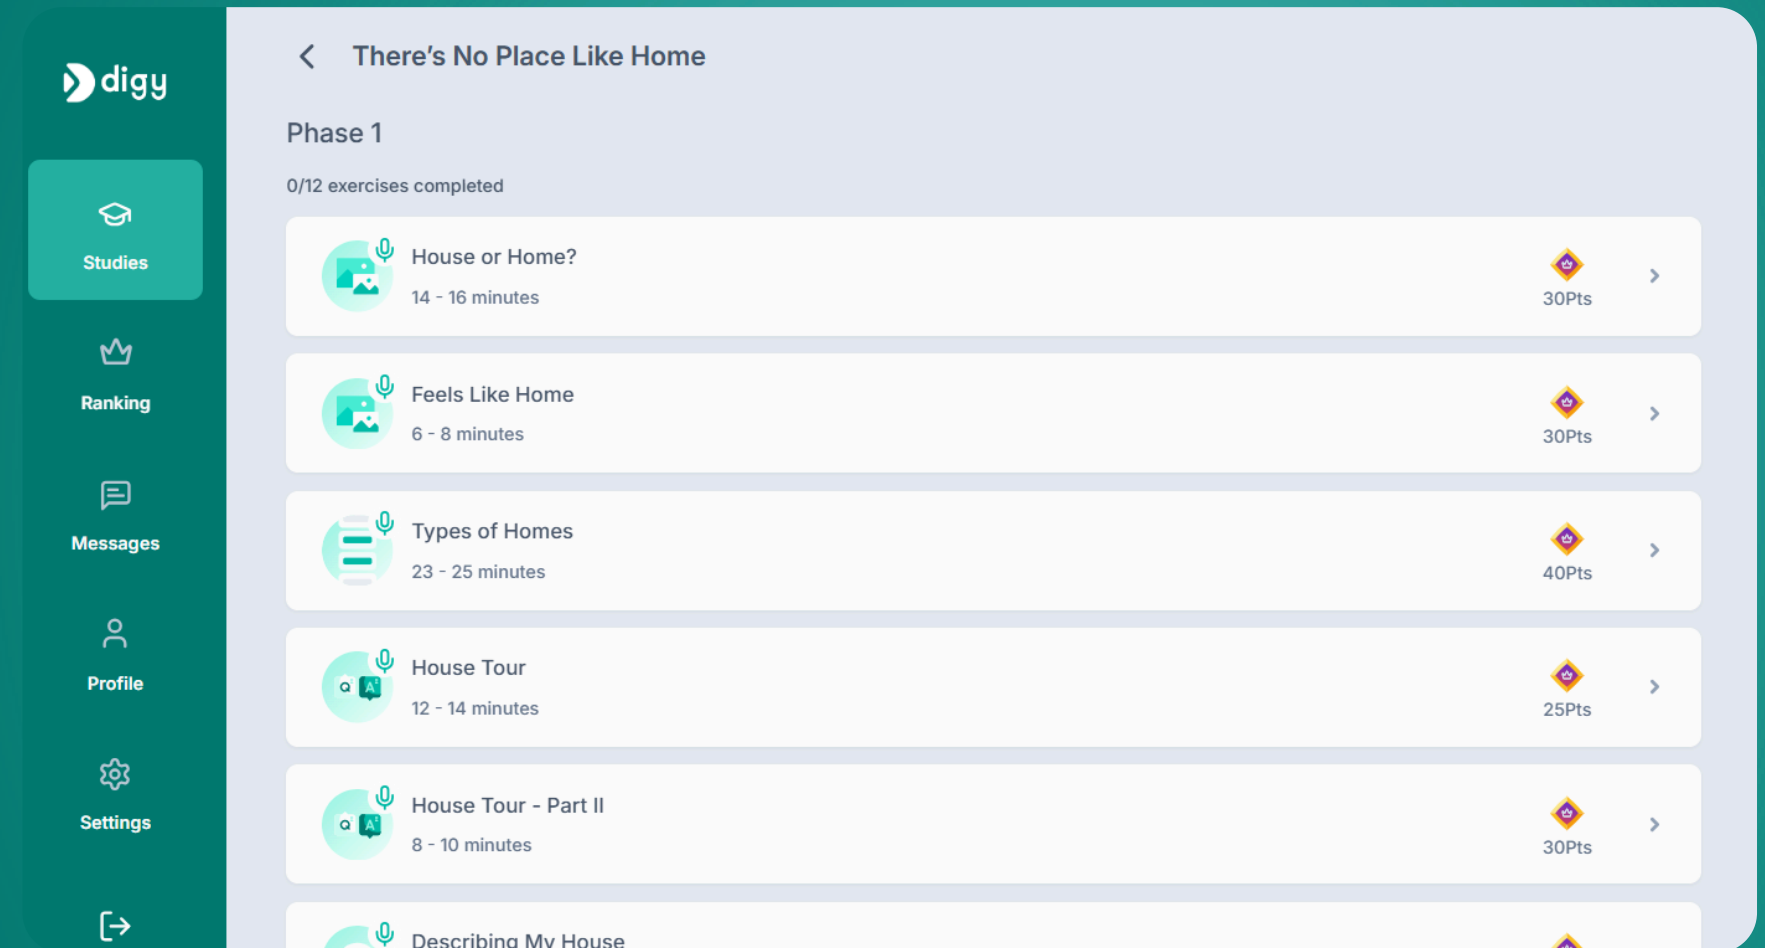 digy
Studies
Ranking
Messages
Profile
Settings
There’s No Place Like Home
Phase 1
0/12 exercises completed
House or Home?
14 - 16 minutes
30Pts
Feels Like Home
6 - 8 minutes
30Pts
Types of Homes
23 - 25 minutes
40Pts
House Tour
12 - 14 minutes
25Pts
House Tour - Part II
8 - 10 minutes
30Pts
Describing My House